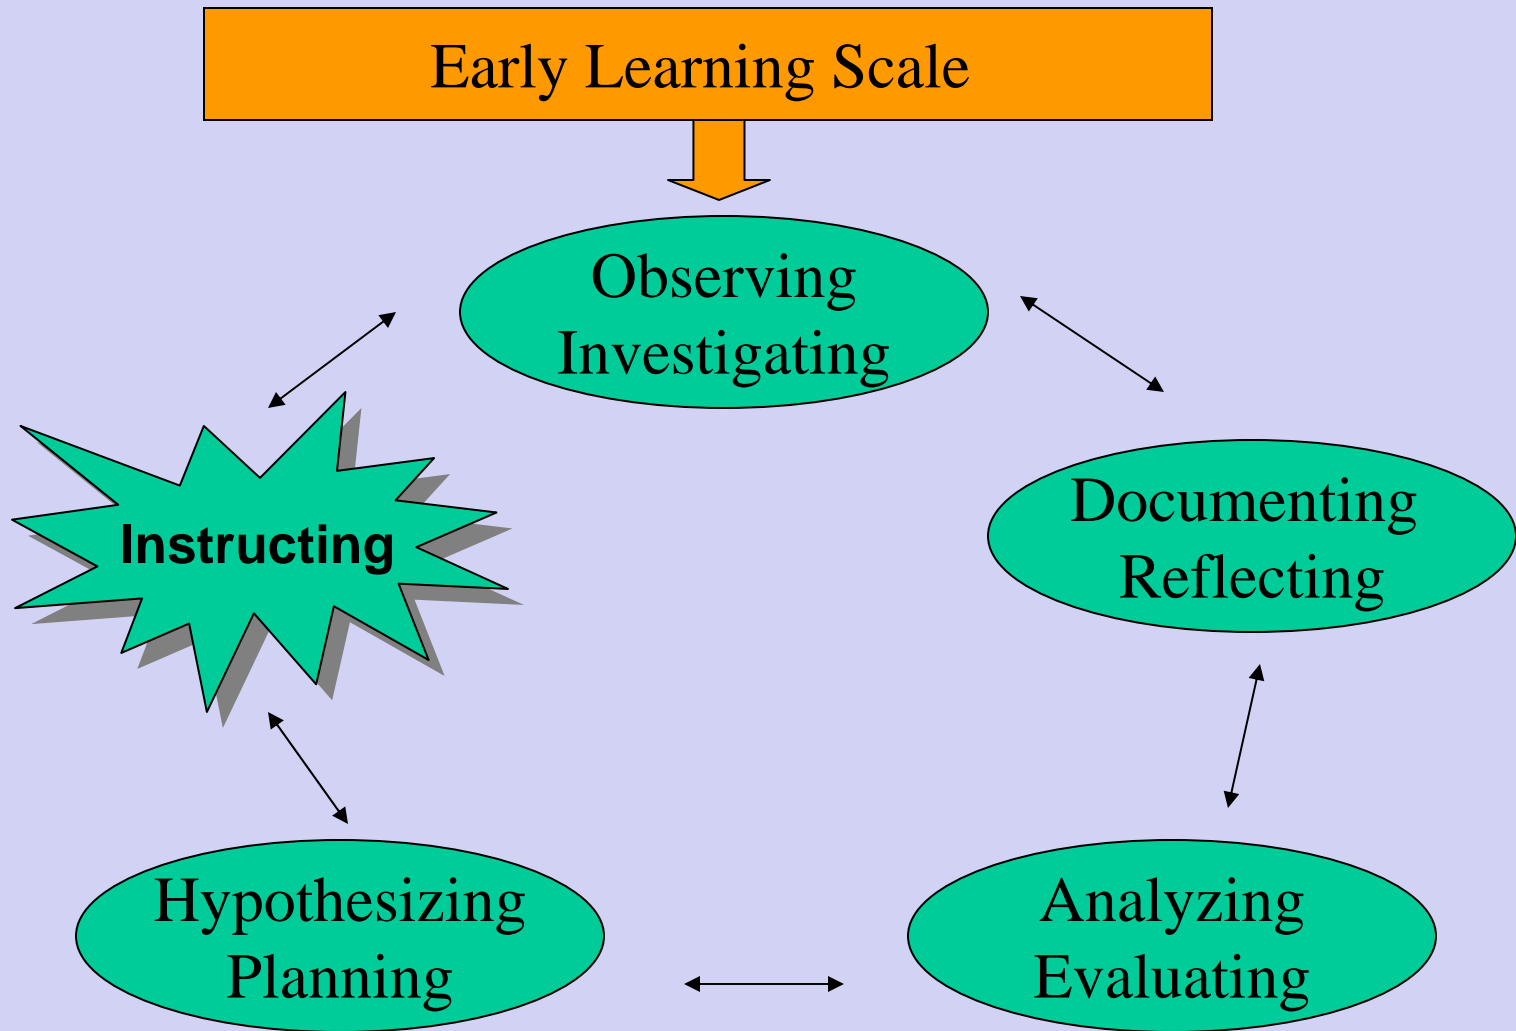 Early Learning Scale
Observing
Investigating
Instructing
Documenting
Reflecting
Hypothesizing
Planning
Analyzing
Evaluating